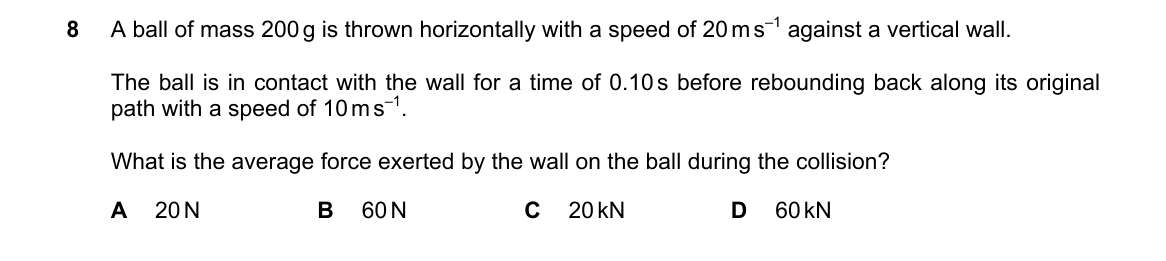 8 A ball of mass 200 g is thrown horizontally with a speed of 20 m s⁻¹ against a vertical wall.
The ball is in contact with the wall for a time of 0.10 s before rebounding back along its original
path with a speed of 10 m s⁻¹.
What is the average force exerted by the wall on the ball during the collision?
A 20 N B 60 N C 20 kN D 60 kN